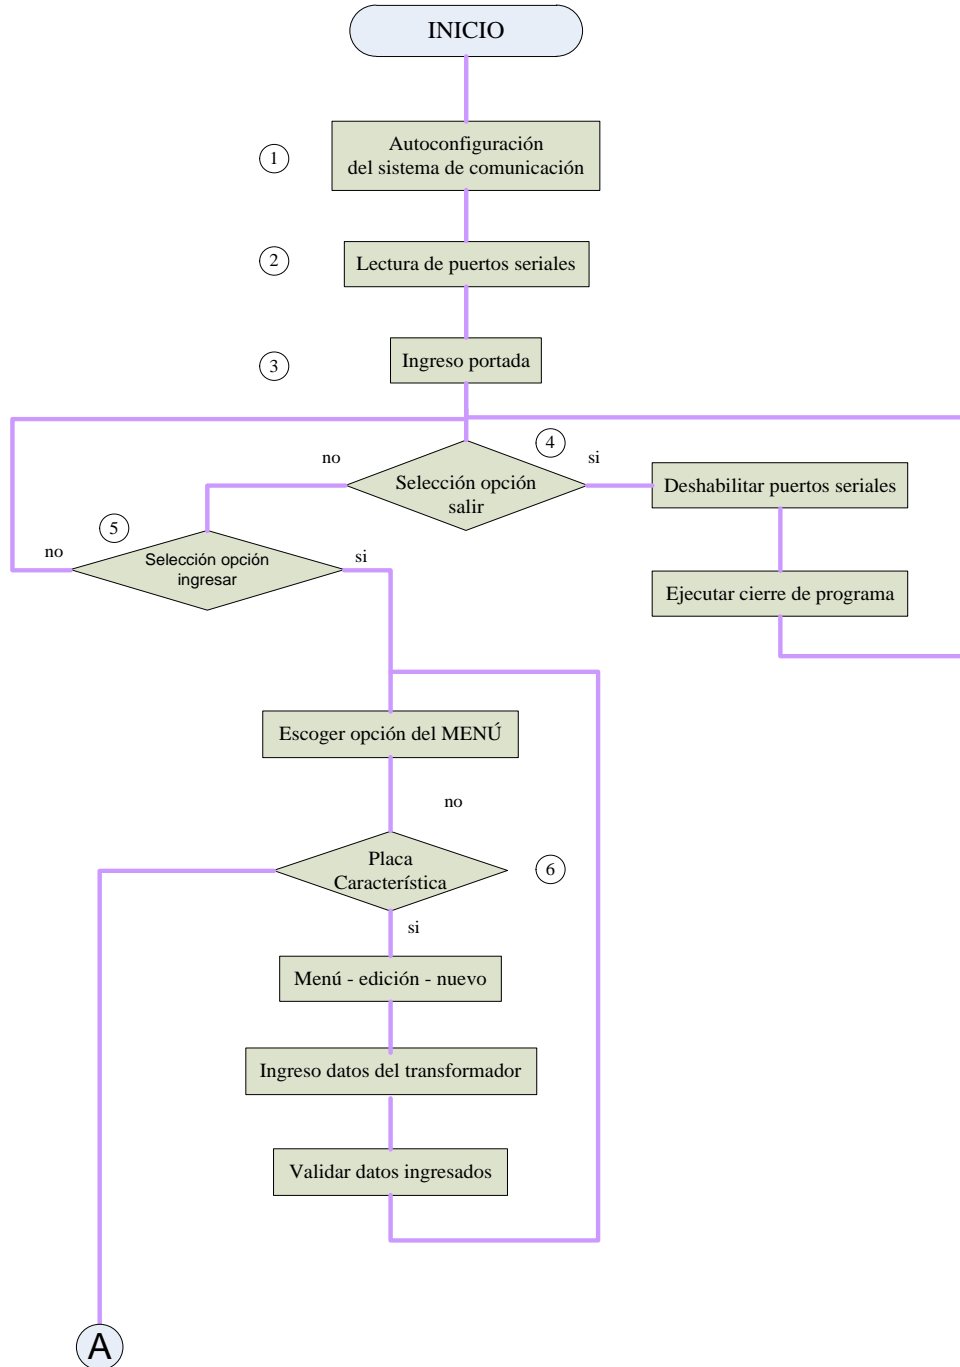 INICIO
1
Autoconfiguración
del sistema de comunicación
2
Lectura de puertos seriales
3
Ingreso portada
4
no
Selección opción
salir
si
Deshabilitar puertos seriales
5
no
Selección opción
ingresar
si
Ejecutar cierre de programa
Escoger opción del MENÚ
no
Placa
Característica
6
si
Menú - edición - nuevo
Ingreso datos del transformador
Validar datos ingresados
A